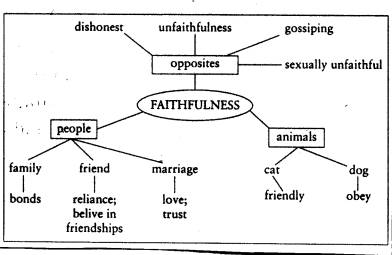 dishonest unfaithfulness gossiping
opposites
sexually unfaithful
FAITHFULNESS
people
animals
family friend marriage cat dog
bonds reliance; love; friendly obey
belive in trust
friendships